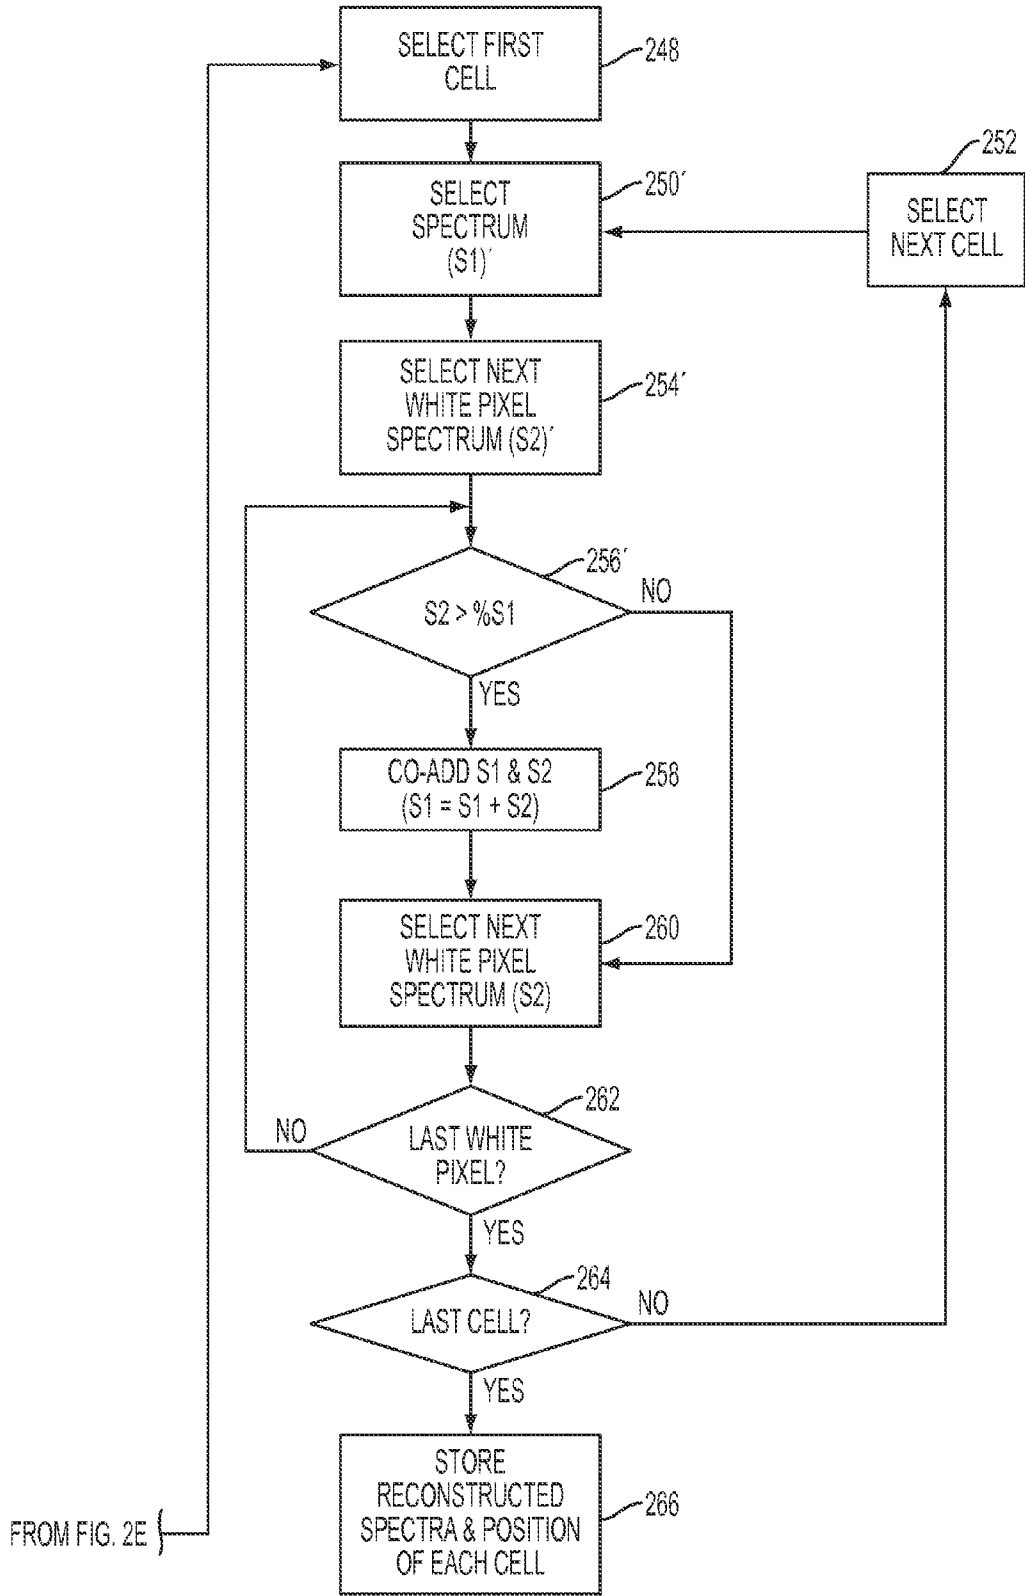 SELECT FIRST
CELL
248
252
SELECT
SPECTRUM
(S1)´
250´
SELECT
NEXT CELL
SELECT NEXT
WHITE PIXEL
SPECTRUM (S2)´
254´
256´
S2 > %S1
NO
YES
CO-ADD S1 & S2
(S1 = S1 + S2)
258
SELECT NEXT
WHITE PIXEL
SPECTRUM (S2)
260
262
NO
LAST WHITE
PIXEL?
YES
264
LAST CELL?
NO
YES
STORE
RECONSTRUCTED
SPECTRA & POSITION
OF EACH CELL
266
FROM FIG. 2E